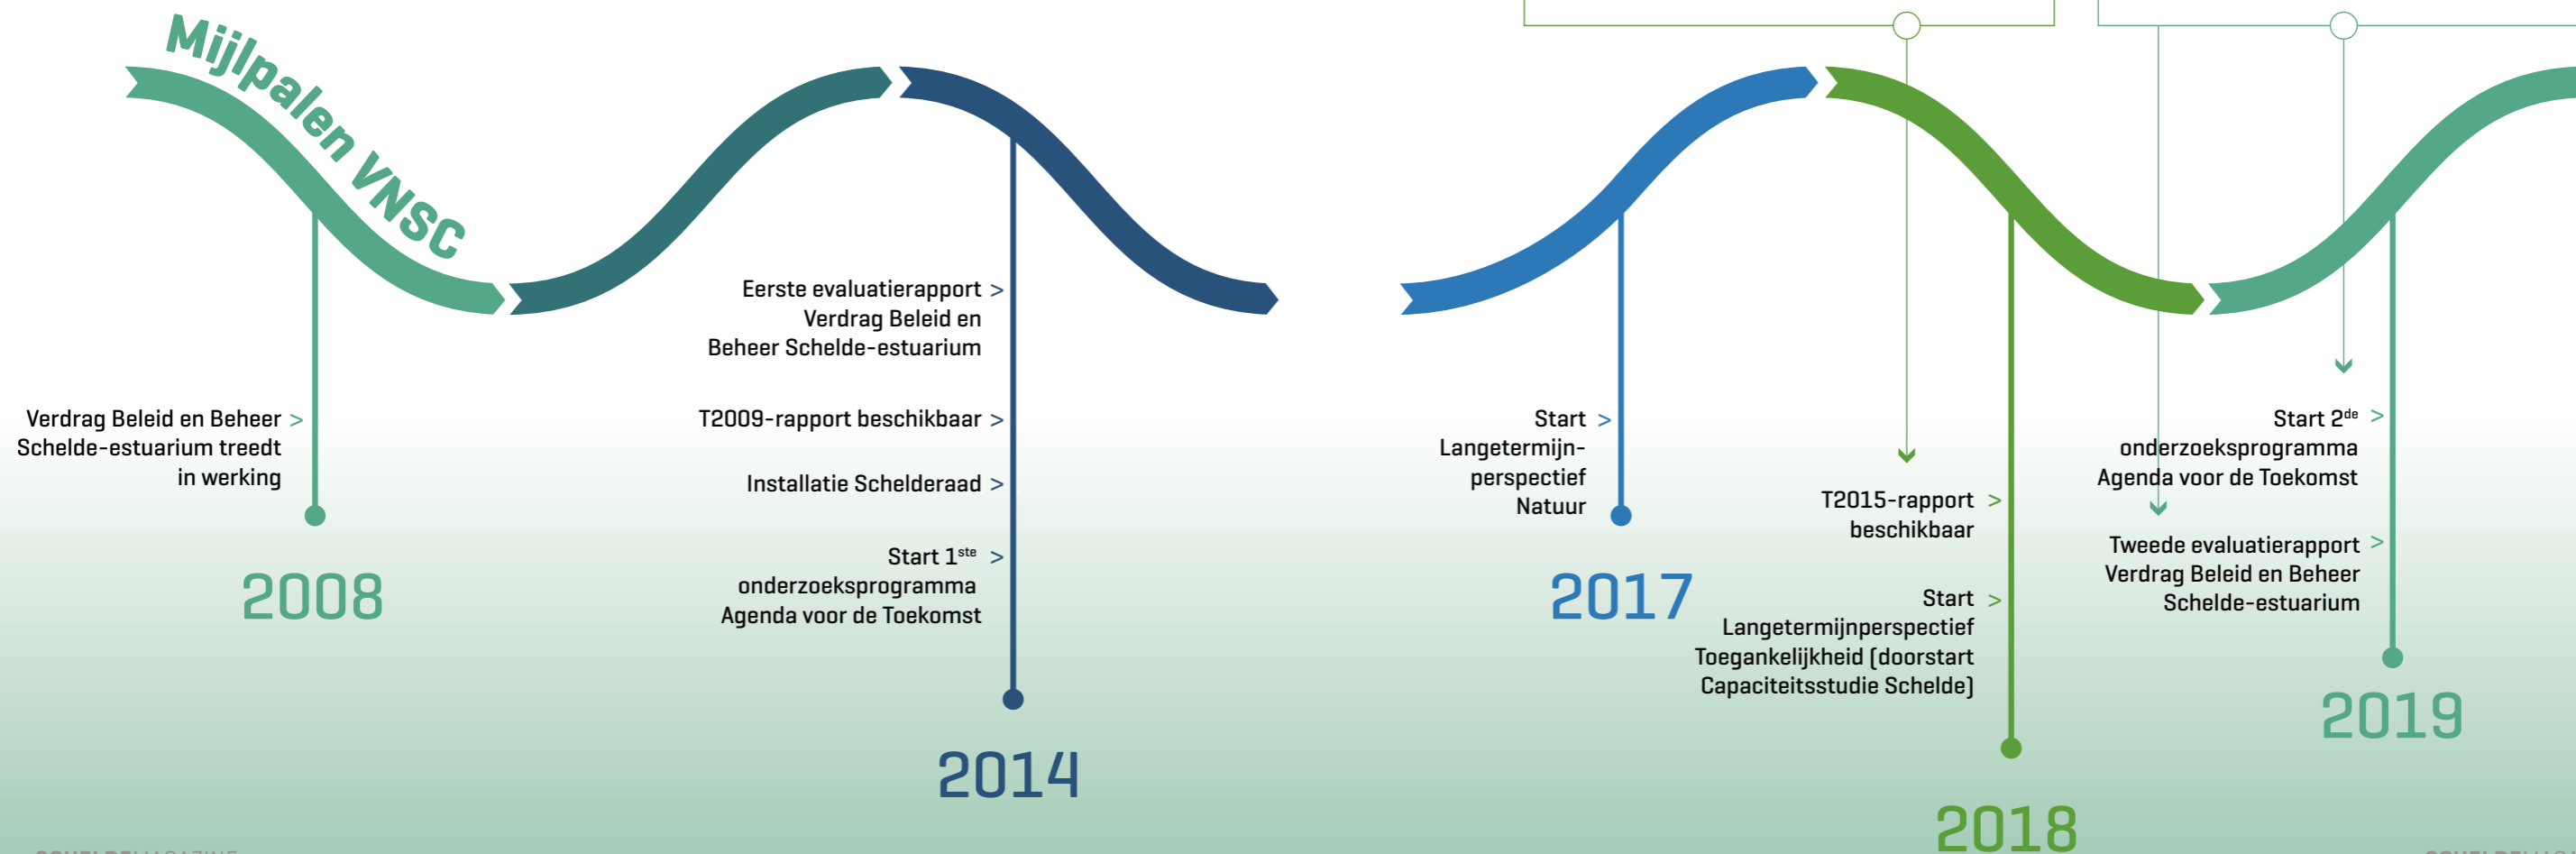 Mijlpalen VNSC
Verdrag Beleid en Beheer >
Schelde-estuarium treedt
in werking
2008
Eerste evaluatierapport >
Verdrag Beleid en
Beheer Schelde-estuarium
T2009-rapport beschikbaar >
Installatie Schelderaad >
Start 1ste >
onderzoeksprogramma
Agenda voor de Toekomst
2014
Start >
Langetermijn-
perspectief
Natuur
2017
T2015-rapport >
beschikbaar
Start >
Langetermijnperspectief
Toegankelijkheid (doorstart
Capaciteitsstudie Schelde)
2018
Start 2de >
onderzoeksprogramma
Agenda voor de Toekomst
Tweede evaluatierapport >
Verdrag Beleid en Beheer
Schelde-estuarium
2019